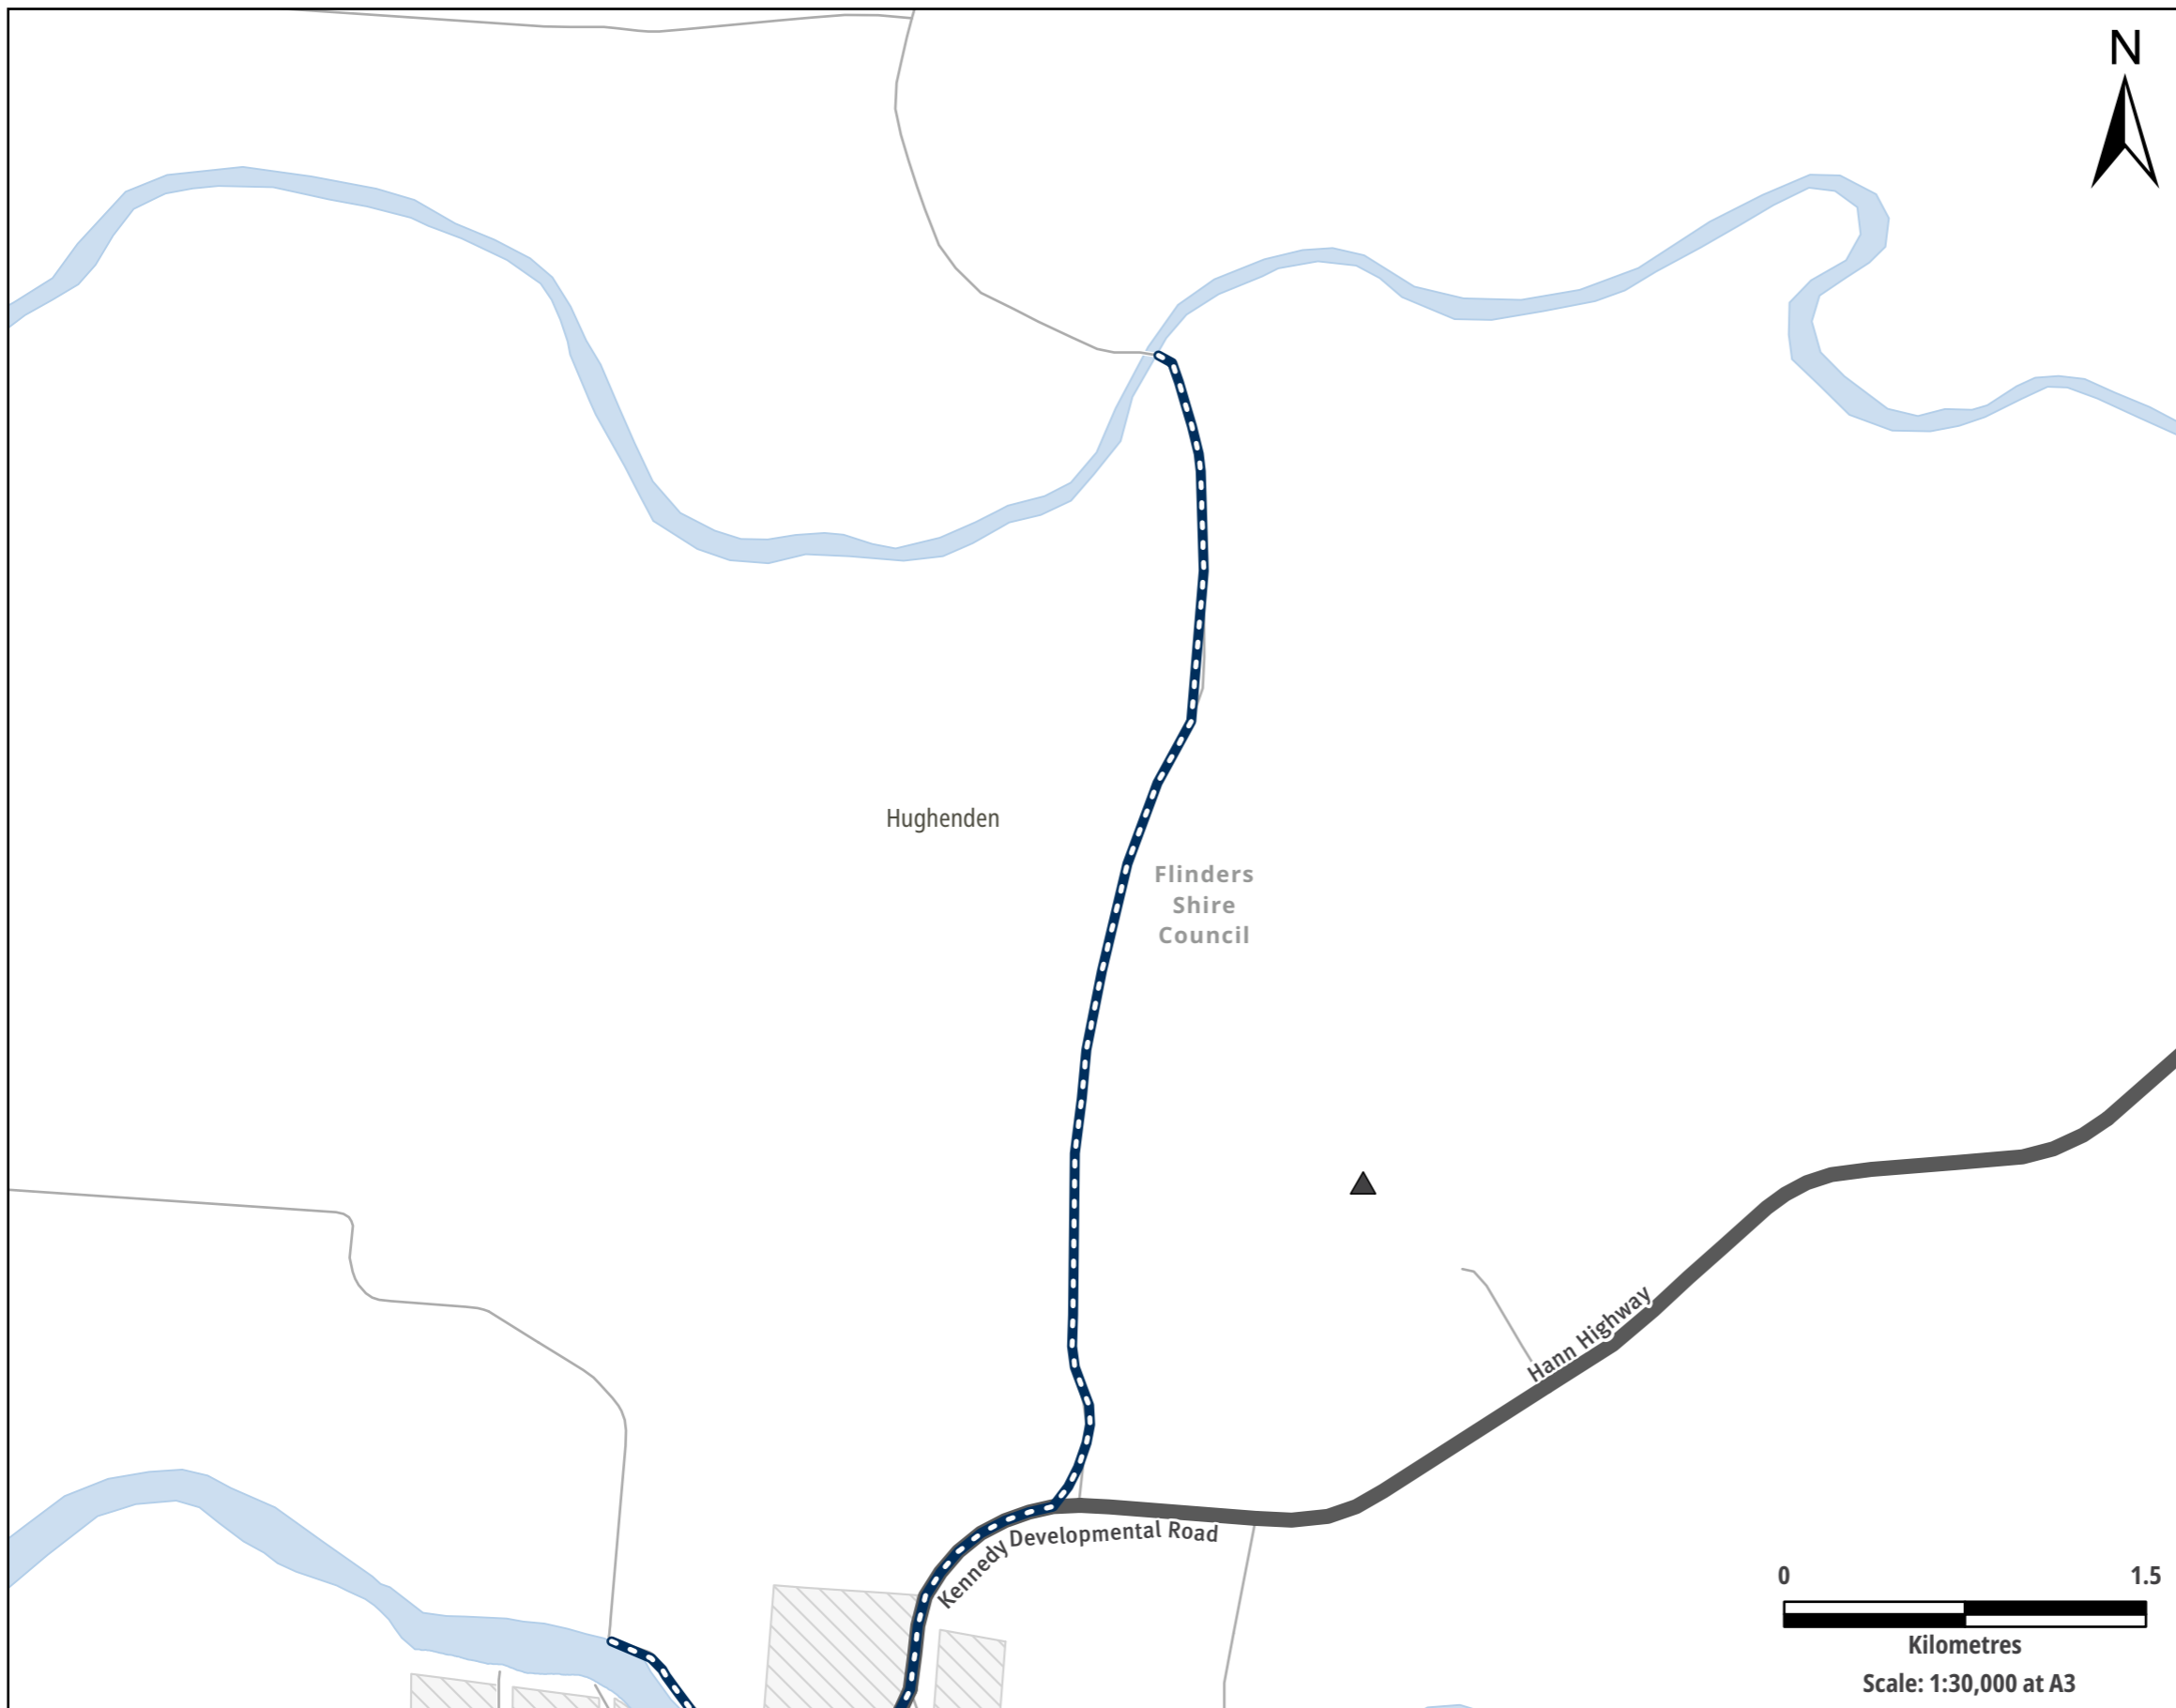 N
Hughenden
Flinders
Shire
Council
Hann Highway
Kennedy Developmental Road
0 1.5
Kilometres
Scale: 1:30,000 at A3